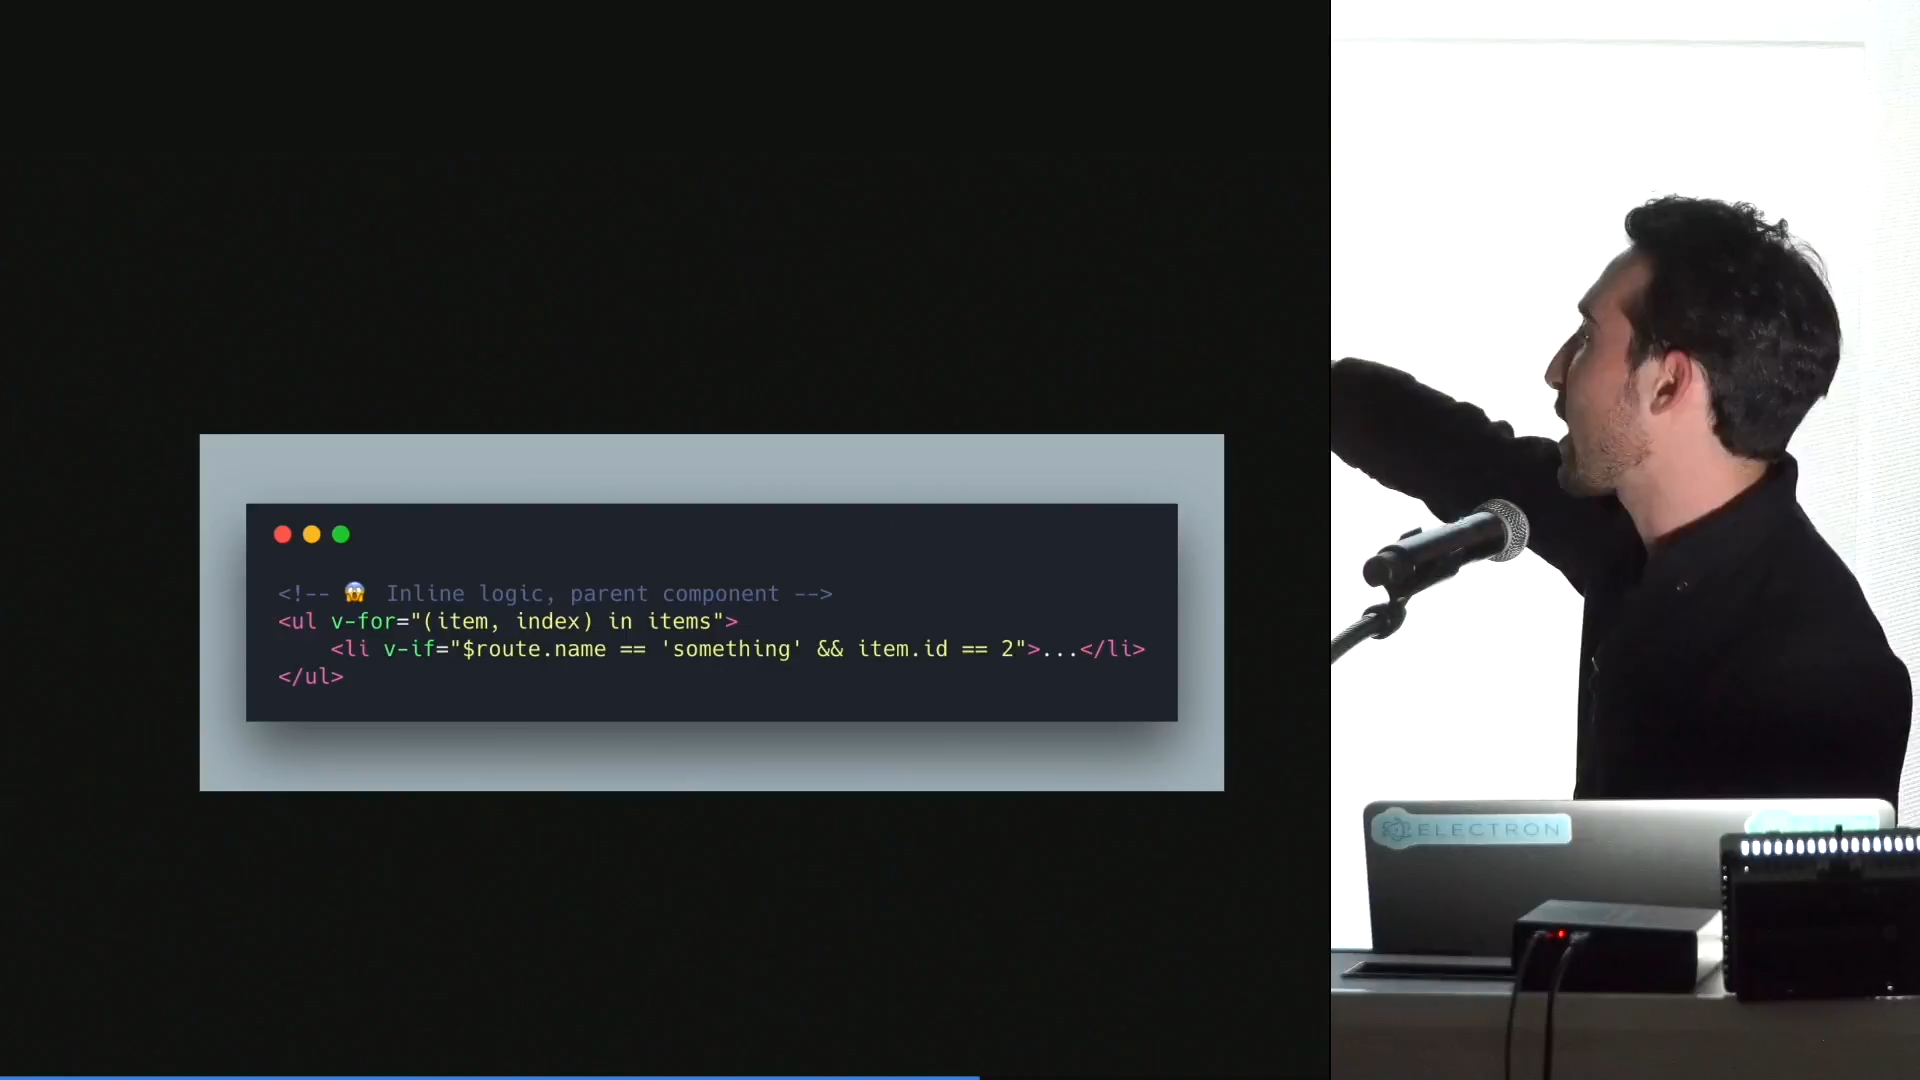 <!-- 😱 Inline logic, parent component -->
<ul v-for="(item, index) in items">
    <li v-if="$route.name == 'something' && item.id == 2">...</li>
</ul>
ELECTRON